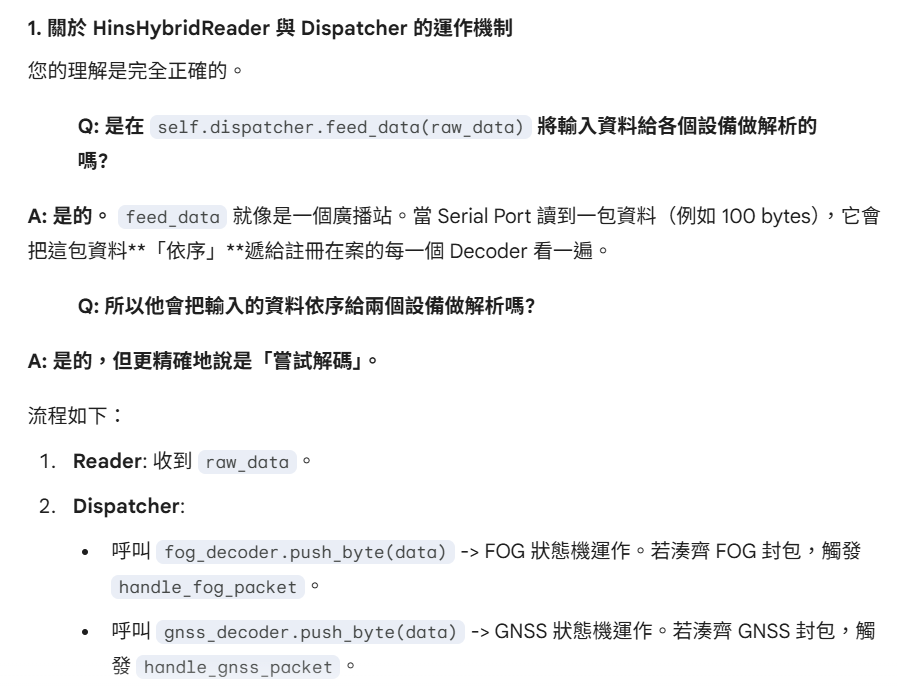 1. 關於 HinsHybridReader 與 Dispatcher 的運作機制
您的理解是完全正確的。
Q: 是在 self.dispatcher.feed_data(raw_data) 將輸入資料給各個設備做解析的
嗎?
A: 是的。 feed_data 就像是一個廣播站。當 Serial Port 讀到一包資料（例如 100 bytes），它會
把這包資料**「依序」**遞給註冊在案的每一個 Decoder 看一遍。
Q: 所以他會把輸入的資料依序給兩個設備做解析嗎?
A: 是的，但更精確地說是「嘗試解碼」。
流程如下：
1. Reader: 收到 raw_data 。
2. Dispatcher:
• 呼叫 fog_decoder.push_byte(data) -> FOG 狀態機運作。若湊齊 FOG 封包，觸發
handle_fog_packet 。
• 呼叫 gnss_decoder.push_byte(data) -> GNSS 狀態機運作。若湊齊 GNSS 封包，觸
發 handle_gnss_packet 。